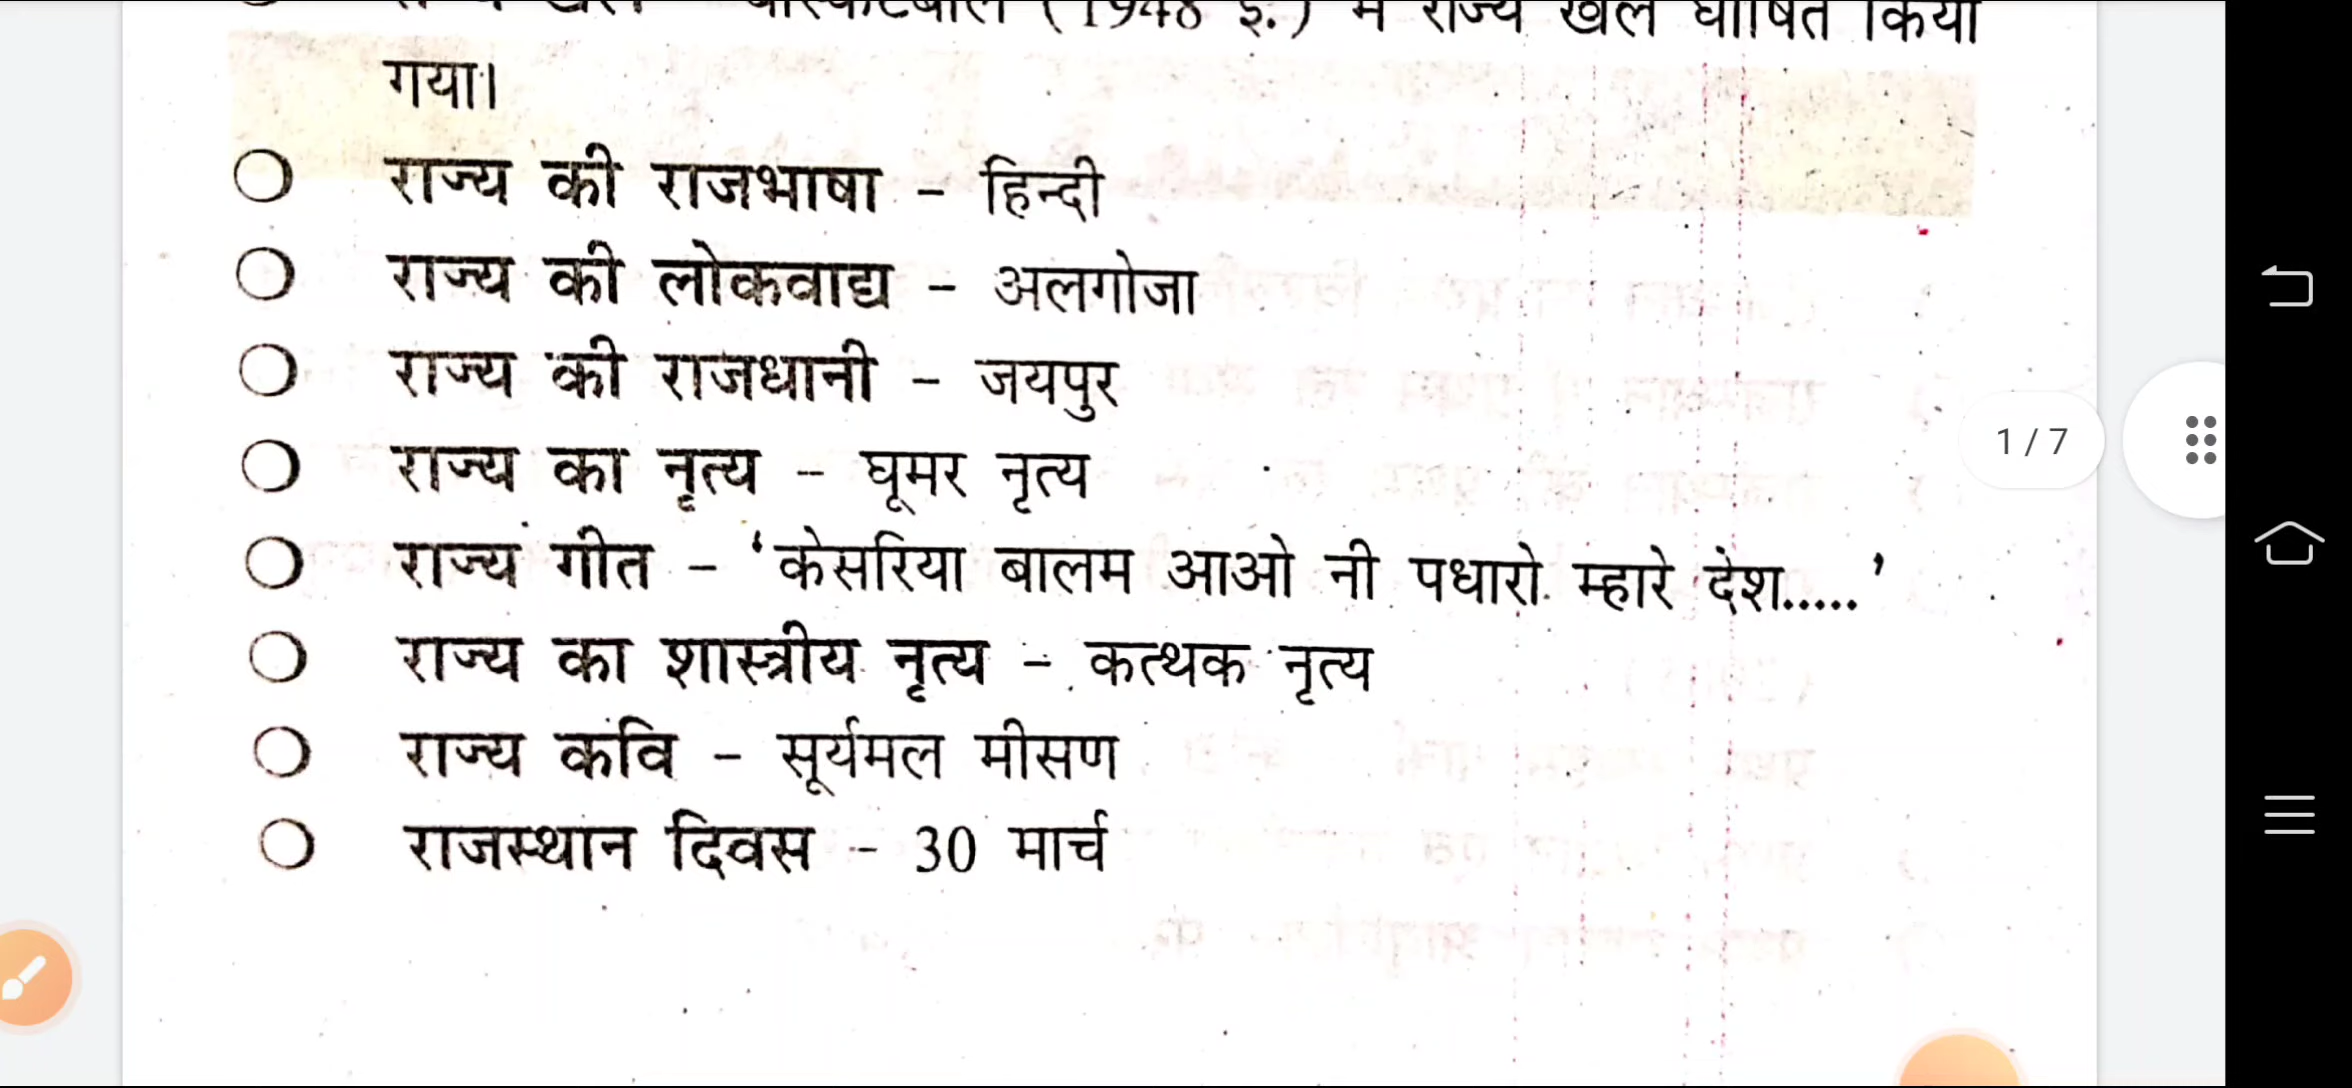 (1948 ई.) में राज्य खेल घोषित किया
गया।
राज्य की राजभाषा - हिन्दी
राज्य की लोकवाद्य - अलगोजा
राज्य की राजधानी - जयपुर
राज्य का नृत्य - घूमर नृत्य
राज्य गीत - 'केसरिया बालम आओ नी पधारो म्हारे देश.....'
राज्य का शास्त्रीय नृत्य - कत्थक नृत्य
राज्य कवि - सूर्यमल मीसण
राजस्थान दिवस - 30 मार्च
1 / 7